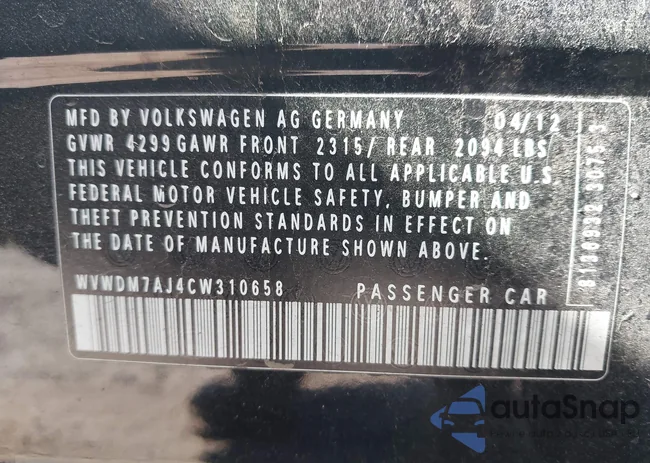 MFD BY VOLKSWAGEN AG GERMANY 04/12
GVWR 4299 GAWR FRONT 2315/ REAR 2094 LBS
THIS VEHICLE CONFORMS TO ALL APPLICABLE U.S.
FEDERAL MOTOR VEHICLE SAFETY, BUMPER AND
THEFT PREVENTION STANDARDS IN EFFECT ON
THE DATE OF MANUFACTURE SHOWN ABOVE.
WVWDM7AJ4CW310658 PASSENGER CAR
autoSnap